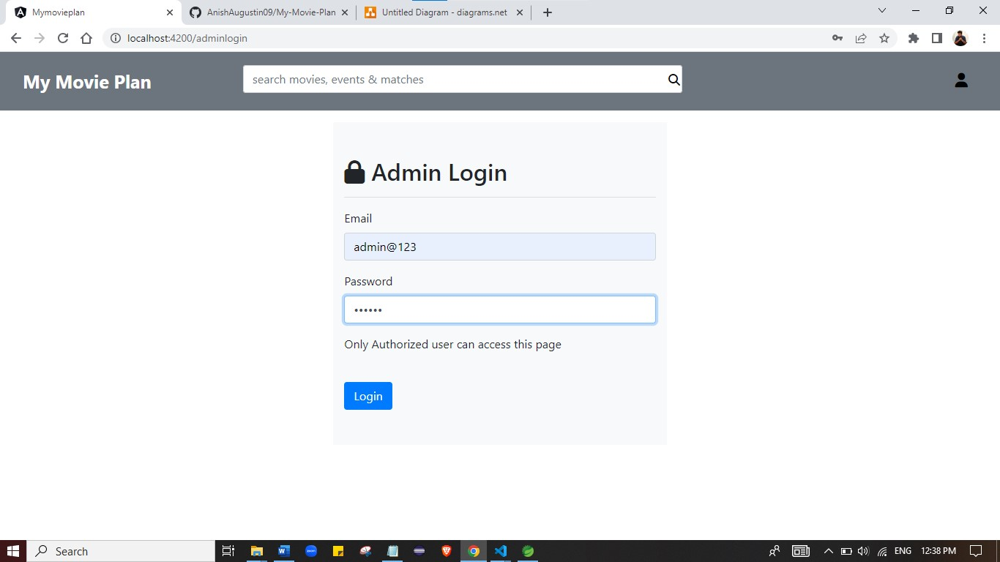 Mymovieplan
AnishAugustin09/My-Movie-Plan
Untitled Diagram - diagrams.net
localhost:4200/adminlogin
My Movie Plan
search movies, events & matches
Admin Login
Email
admin@123
Password
••••••
Only Authorized user can access this page
Login
Search
ENG
12:38 PM